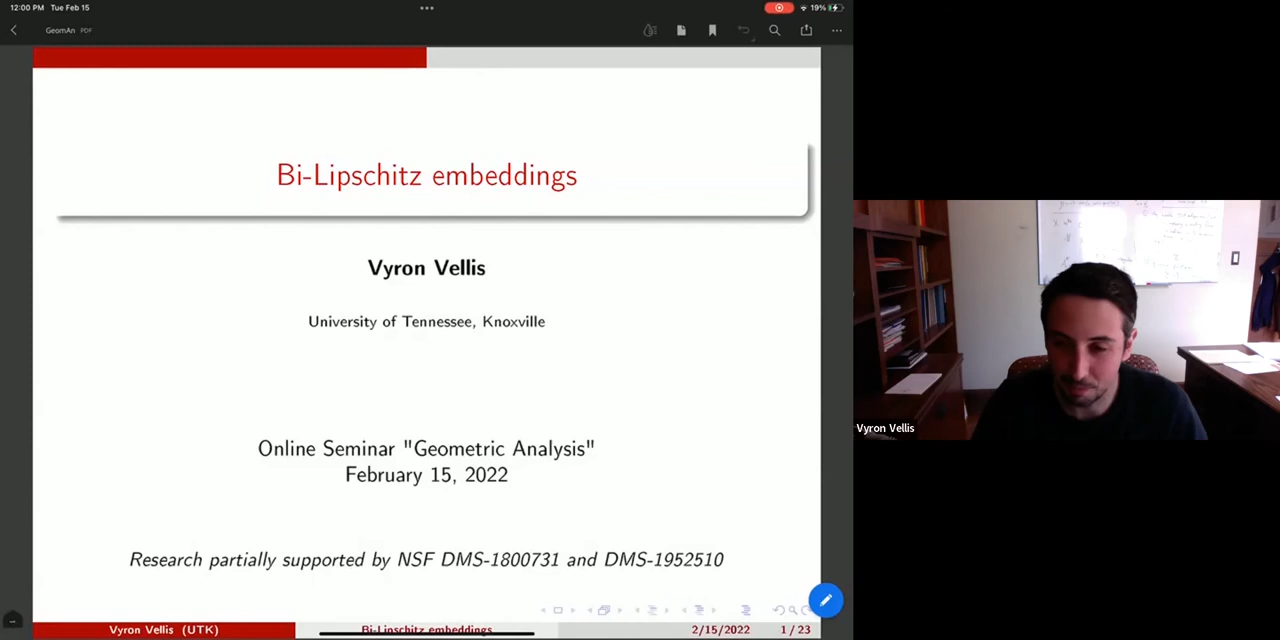 12:00 PM Tue Feb 15
19%
GeomAn PDF
Bi-Lipschitz embeddings
Vyron Vellis
University of Tennessee, Knoxville
Online Seminar "Geometric Analysis"
February 15, 2022
Research partially supported by NSF DMS-1800731 and DMS-1952510
Vyron Vellis (UTK)
Bi-Lipschitz embeddings
2/15/2022
1 / 23
Vyron Vellis